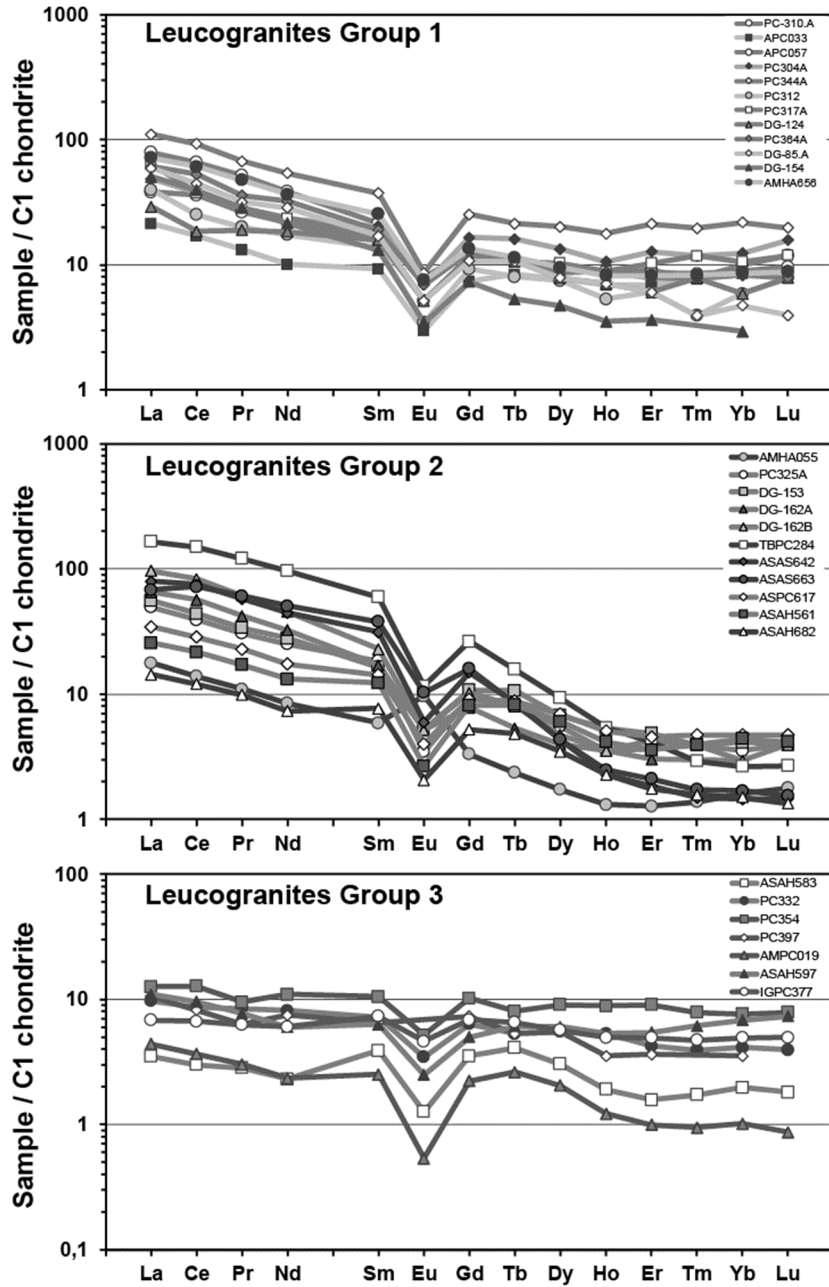 Leucogranites Group 1
Sample / C1 chondrite
1000
100
10
1
PC-310.A
APC033
APC057
PC304A
PC344A
PC312
PC317A
DG-124
PC364A
DG-85.A
DG-154
AMHA656
La Ce Pr Nd Sm Eu Gd Tb Dy Ho Er Tm Yb Lu
Leucogranites Group 2
Sample / C1 chondrite
1000
100
10
1
AMHA055
PC325A
DG-153
DG-162A
DG-162B
TBPC284
ASAS642
ASAS663
ASPC617
ASAH561
ASAH682
La Ce Pr Nd Sm Eu Gd Tb Dy Ho Er Tm Yb Lu
Leucogranites Group 3
Sample / C1 chondrite
100
10
1
0,1
ASAH583
PC332
PC354
PC397
AMPC019
ASAH597
IGPC377
La Ce Pr Nd Sm Eu Gd Tb Dy Ho Er Tm Yb Lu